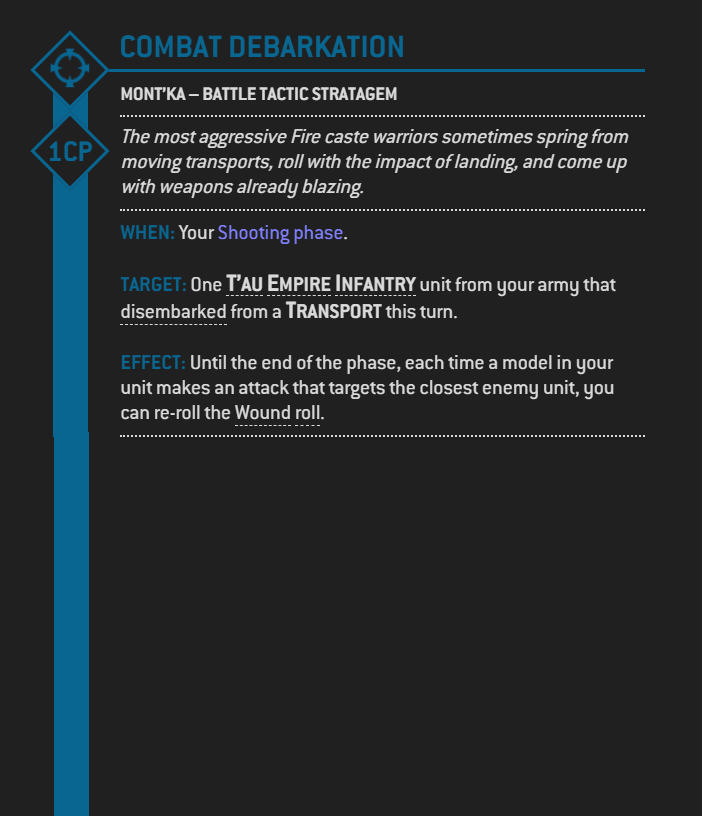 COMBAT DEBARKATION
MONT'KA – BATTLE TACTIC STRATAGEM
1CP
The most aggressive Fire caste warriors sometimes spring from
moving transports, roll with the impact of landing, and come up
with weapons already blazing.
WHEN: Your Shooting phase.
TARGET: One T'AU EMPIRE INFANTRY unit from your army that
disembarked from a TRANSPORT this turn.
EFFECT: Until the end of the phase, each time a model in your
unit makes an attack that targets the closest enemy unit, you
can re-roll the Wound roll.